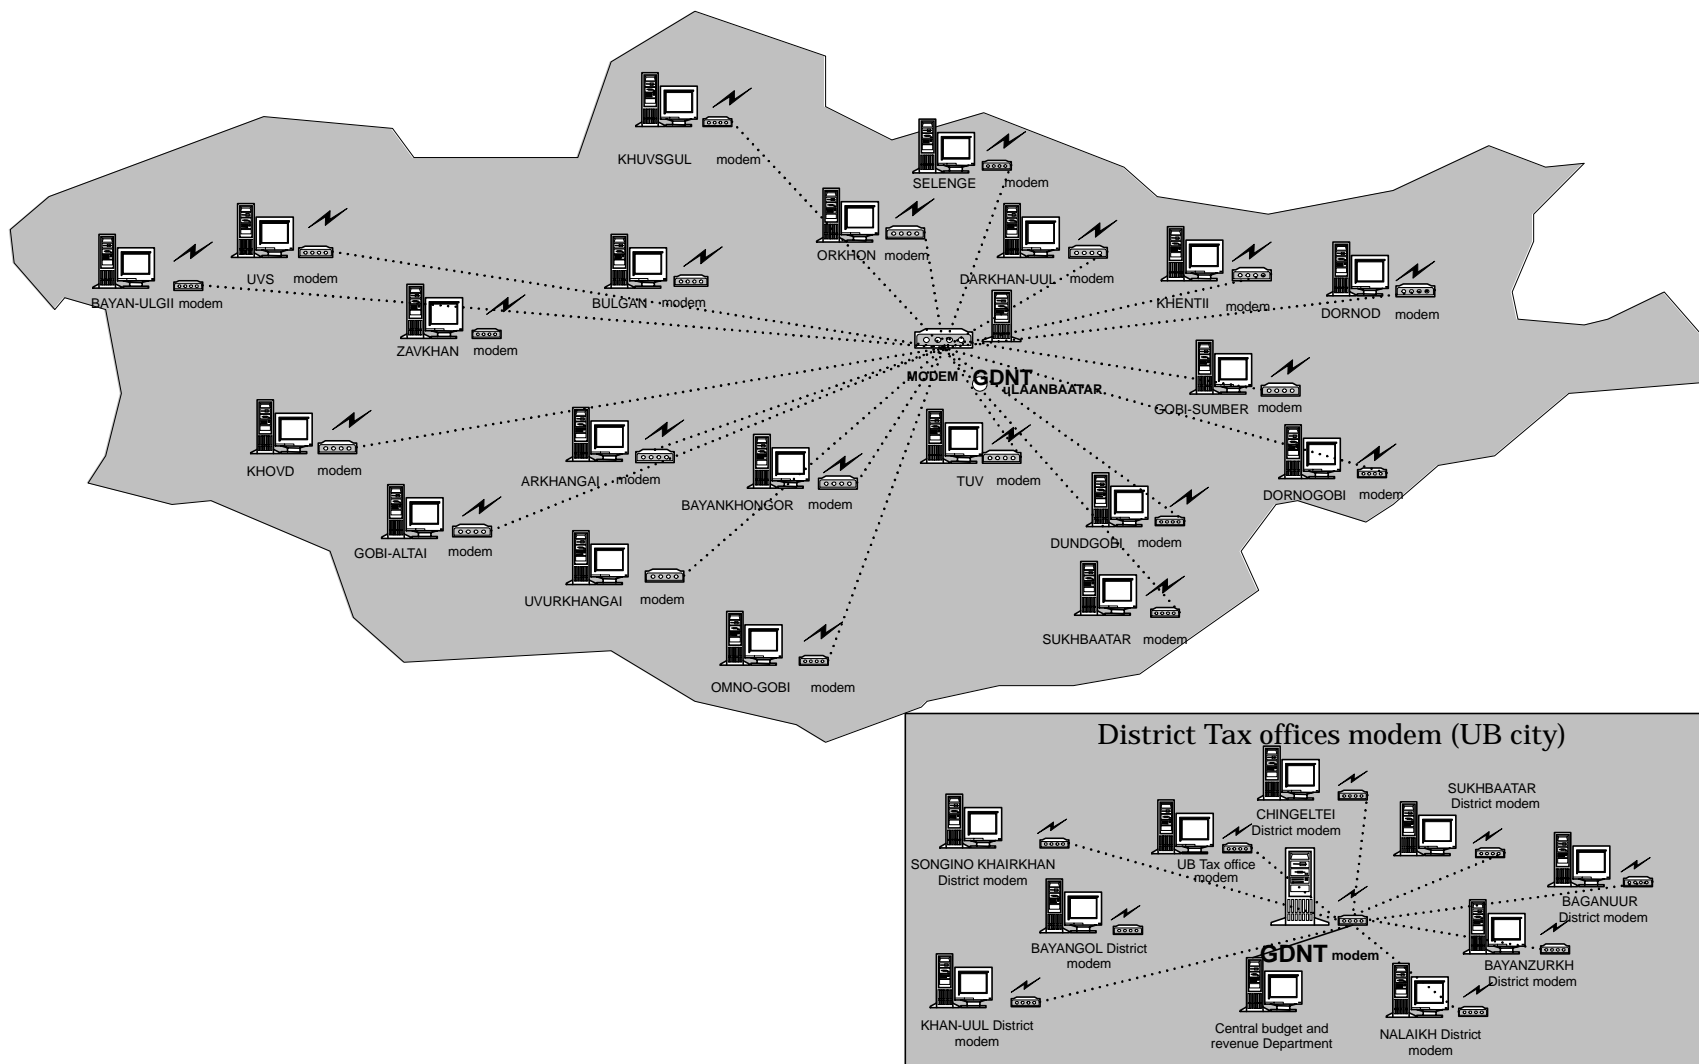 KHUVSGUL modem
SELENGE modem
ORKHON modem
DARKHAN-UUL modem
UVS modem
BAYAN-ULGII modem
BULGAN modem
KHENTII modem
DORNOD modem
ZAVKHAN modem
MODEM GDNT
uLAANBAATAR
GOBI-SUMBER modem
KHOVD modem
ARKHANGAI modem
BAYANKHONGOR modem
TUV modem
DORNOGOBI modem
GOBI-ALTAI modem
DUNDGOBI modem
UVURKHANGAI modem
SUKHBAATAR modem
OMNO-GOBI modem
District Tax offices modem (UB city)
CHINGELTEI
District modem
SUKHBAATAR
District modem
SONGINO KHAIRKHAN
District modem
UB Tax office
modem
BAGANUUR
District modem
BAYANGOL District
modem
GDNT modem
BAYANZURKH
District modem
KHAN-UUL District
modem
Central budget and
revenue Department
NALAIKH District
modem